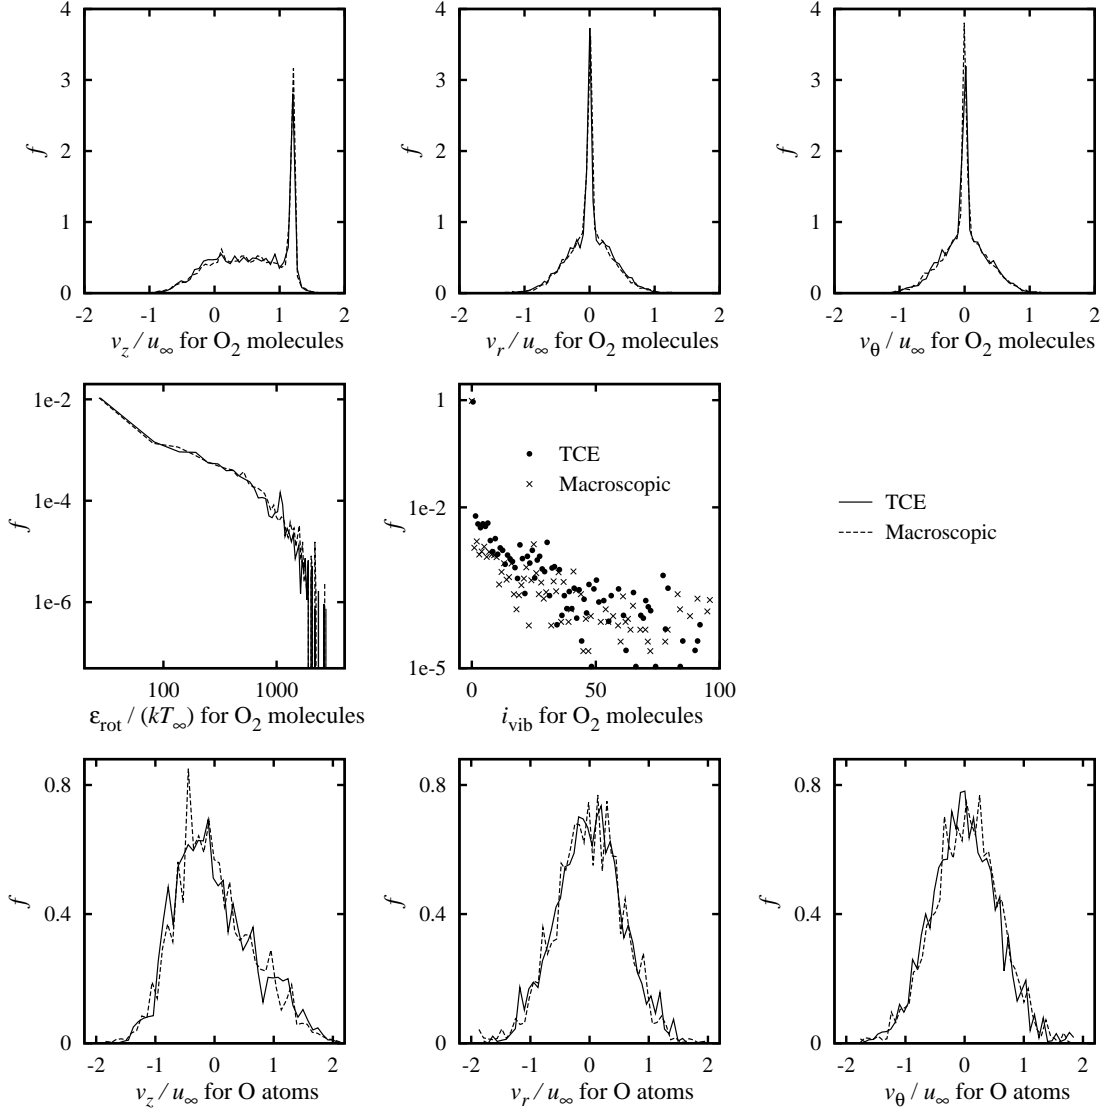 4
3
2
1
0
f
-2 -1 0 1 2
v_z / u_∞ for O₂ molecules
4
3
2
1
0
f
-2 -1 0 1 2
v_r / u_∞ for O₂ molecules
4
3
2
1
0
f
-2 -1 0 1 2
v_θ / u_∞ for O₂ molecules
1e-2
1e-4
1e-6
f
100 1000
ε_rot / (kT_∞) for O₂ molecules
1
1e-2
1e-5
f
TCE
Macroscopic
0 50 100
i_vib for O₂ molecules
TCE
Macroscopic
0.8
0.4
0
f
-2 -1 0 1 2
v_z / u_∞ for O atoms
0.8
0.4
0
f
-2 -1 0 1 2
v_r / u_∞ for O atoms
0.8
0.4
0
f
-2 -1 0 1 2
v_θ / u_∞ for O atoms